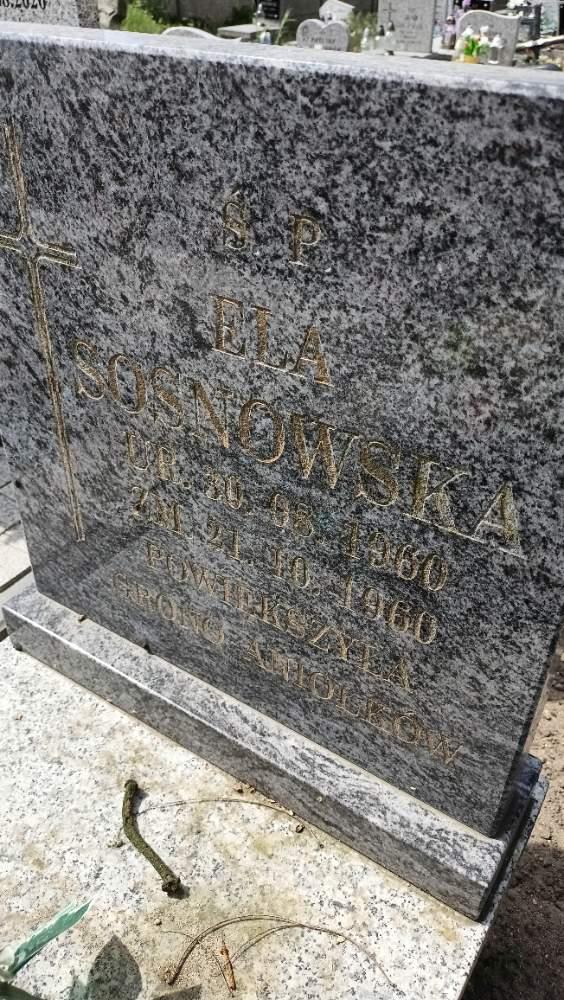 Ś P
ELA
SOSNOWSKA
UR. 30. 08. 1960
ZM. 21. 10. 1960
POWIĘKSZYŁA
GRONO ANIOŁKÓW